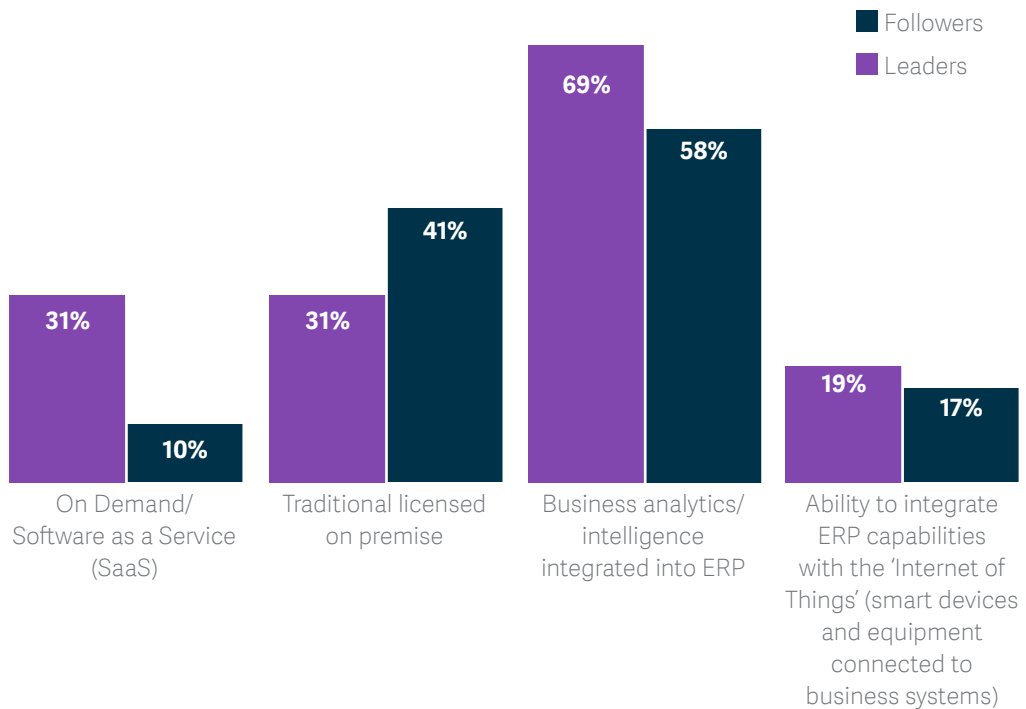 Followers
Leaders
69%
58%
41%
31%
31%
10%
19%
17%
On Demand/
Software as a Service
(SaaS)
Traditional licensed
on premise
Business analytics/
intelligence
integrated into ERP
Ability to integrate
ERP capabilities
with the ‘Internet of
Things’ (smart devices
and equipment
connected to
business systems)